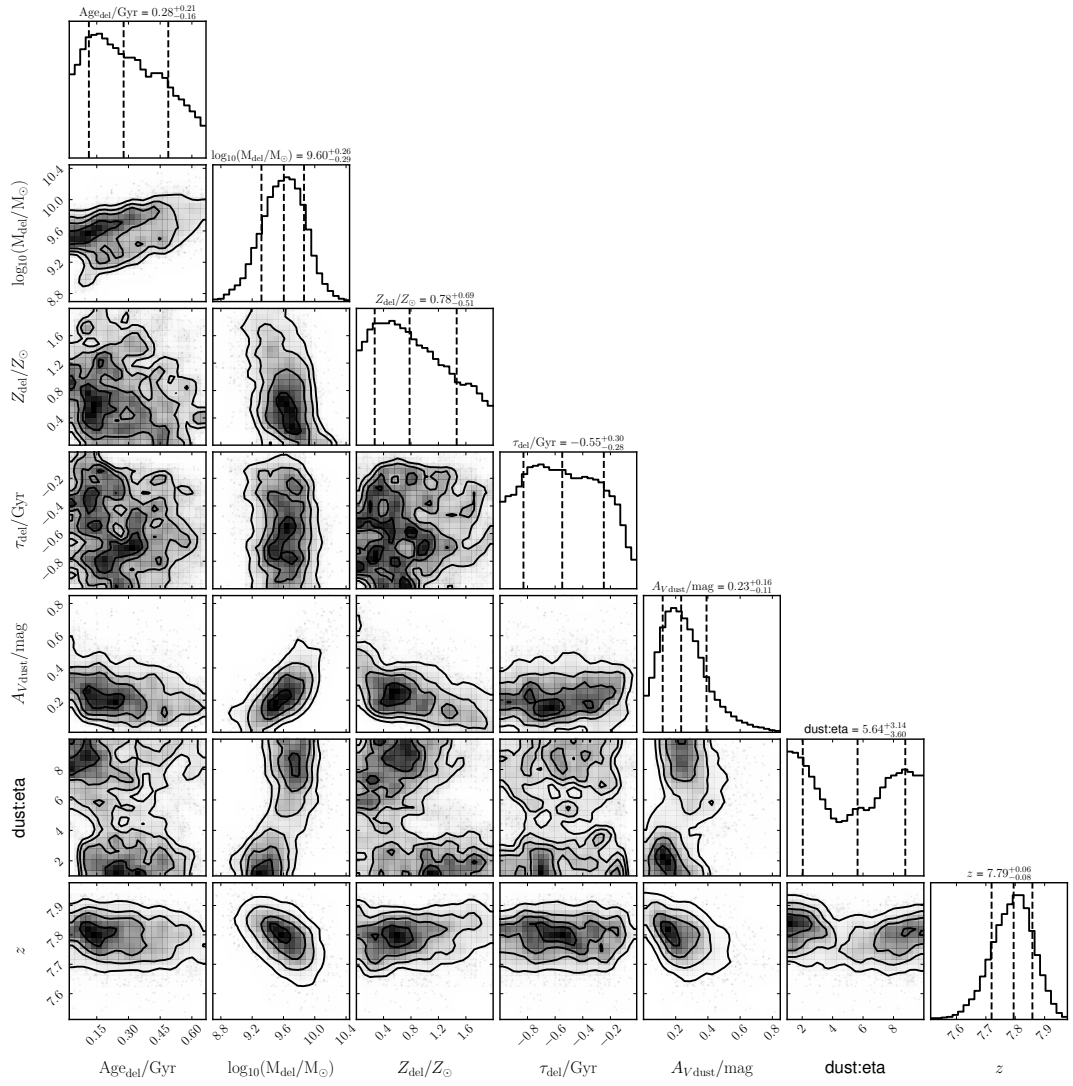 Age_del/Gyr = 0.28^{+0.21}_{-0.16}
log10(M_del/M⊙) = 9.60^{+0.26}_{-0.29}
10.4
10.0
9.6
9.2
8.8
log10(M_del/M⊙)
Z_del/Z⊙ = 0.78^{+0.69}_{-0.51}
1.6
1.2
0.8
0.4
Z_del/Z⊙
τ_del/Gyr = −0.55^{+0.30}_{-0.28}
−0.2
−0.4
−0.6
−0.8
τ_del/Gyr
A_{V dust}/mag = 0.23^{+0.16}_{-0.11}
0.8
0.6
0.4
0.2
A_{V dust}/mag
dust:eta = 5.64^{+3.14}_{-3.60}
8
6
4
2
dust:eta
z = 7.79^{+0.06}_{-0.08}
7.9
7.8
7.7
7.6
z
0.15 0.30 0.45 0.60 8.8 9.2 9.6 10.0 10.4 0.4 0.8 1.2 1.6 −0.8 −0.6 −0.4 −0.2 0.2 0.4 0.6 0.8 2 4 6 8 7.6 7.7 7.8 7.9
Age_del/Gyr log10(M_del/M⊙) Z_del/Z⊙ τ_del/Gyr A_{V dust}/mag dust:eta z